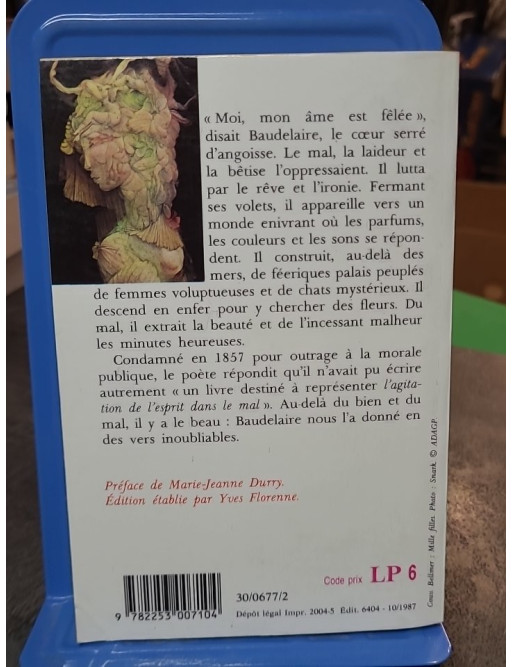 « Moi, mon âme est fêlée »,
disait Baudelaire, le cœur serré
d'angoisse. Le mal, la laideur et
la bêtise l'oppressaient. Il lutta
par le rêve et l'ironie. Fermant
ses volets, il appareille vers un
monde enivrant où les parfums,
les couleurs et les sons se répon-
dent. Il construit, au-delà des
mers, de féeriques palais peuplés
de femmes voluptueuses et de chats mystérieux. Il
descend en enfer pour y chercher des fleurs. Du
mal, il extrait la beauté et de l'incessant malheur
les minutes heureuses.
Condamné en 1857 pour outrage à la morale
publique, le poète répondit qu'il n'avait pu écrire
autrement « un livre destiné à représenter l'agita-
tion de l'esprit dans le mal ». Au-delà du bien et du
mal, il y a le beau : Baudelaire nous l'a donné en
des vers inoubliables.
Préface de Marie-Jeanne Durry.
Édition établie par Yves Florenne.
Couv. Bellmer : Mille filles. Photo : Snark. © ADAGP.
Code prix LP 6
30/0677/2
9 782253 007104
Dépôt légal Impr. 2004-5 Édit. 6404 - 10/1987